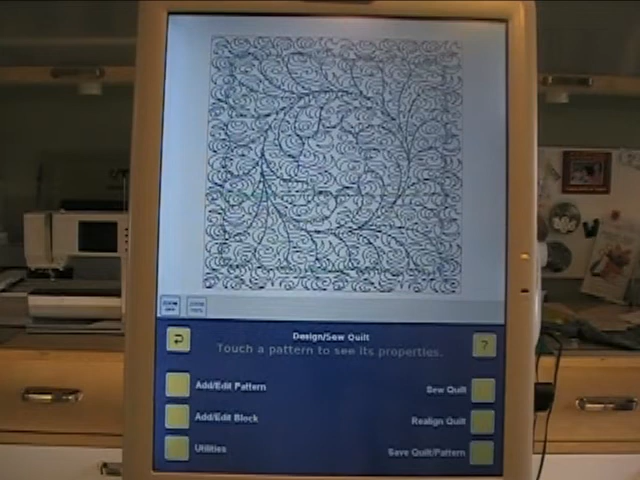 Design/Sew Quilt
Touch a pattern to see its properties.
?
Add/Edit Pattern
Sew Quilt
Add/Edit Block
Realign Quilt
Utilities
Save Quilt/Pattern